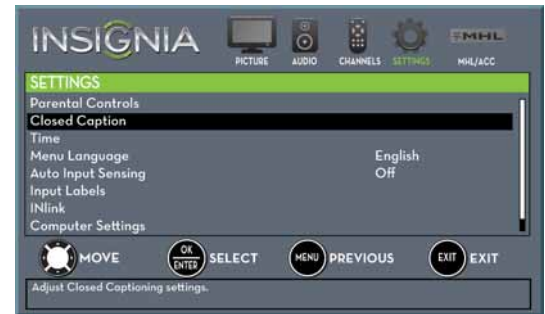 INSIGNIA
PICTURE AUDIO CHANNELS SETTINGS MHL/ACC
MHL
SETTINGS
Parental Controls
Closed Caption
Time
Menu Language English
Auto Input Sensing Off
Input Labels
INlink
Computer Settings
MOVE OK/ENTER SELECT MENU PREVIOUS EXIT EXIT
Adjust Closed Captioning settings.